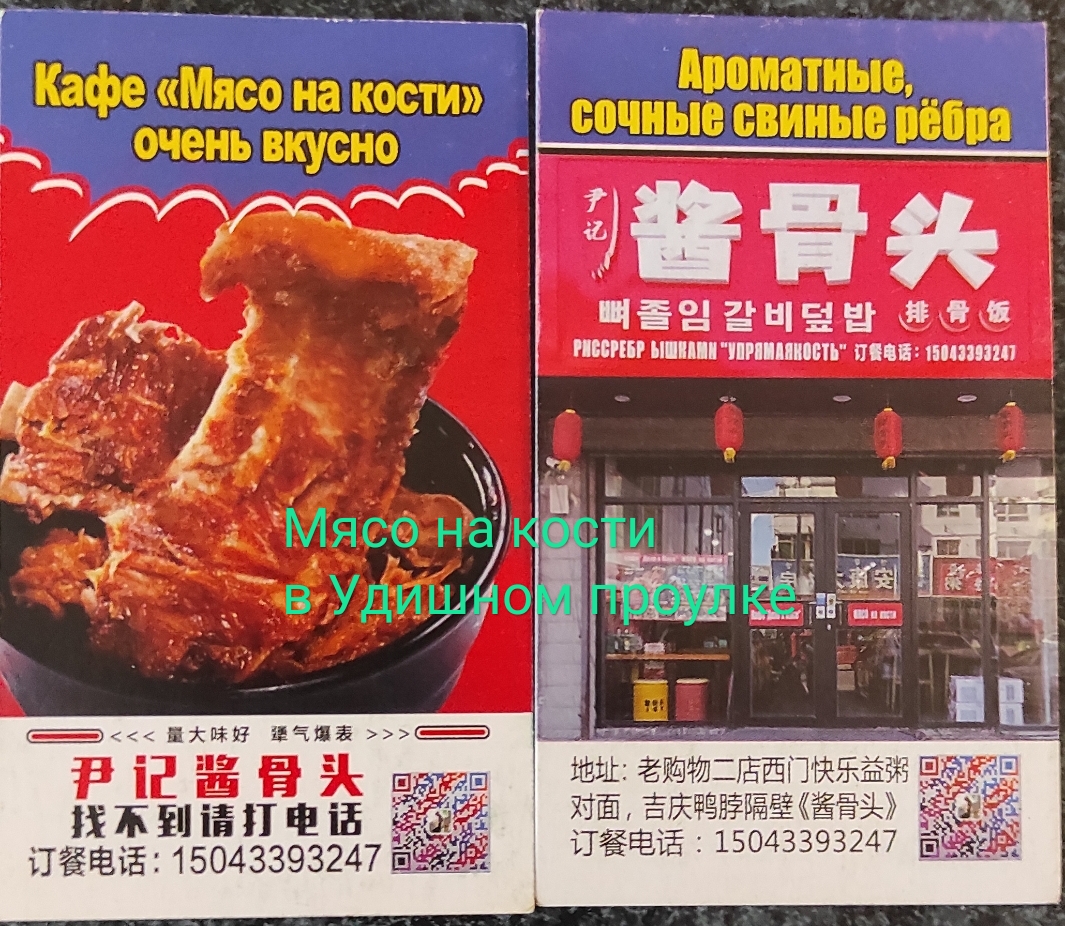 Кафе «Мясо на кости»
очень вкусно
Мясо на кости
в Удишном проулке
<<< 量大味好 犟气爆表 >>>
尹记酱骨头
找不到请打电话
订餐电话:15043393247
Ароматные,
сочные свиные рёбра
尹记 酱骨头
뼈졸임갈비덮밥 排骨饭
РИССРЕБР ЫШКАМИ "УПРЯМАЯКОСТЬ" 订餐电话:15043393247
мясо на кости
地址:老购物二店西门快乐益粥
对面,吉庆鸭脖隔壁《酱骨头》
订餐电话:15043393247